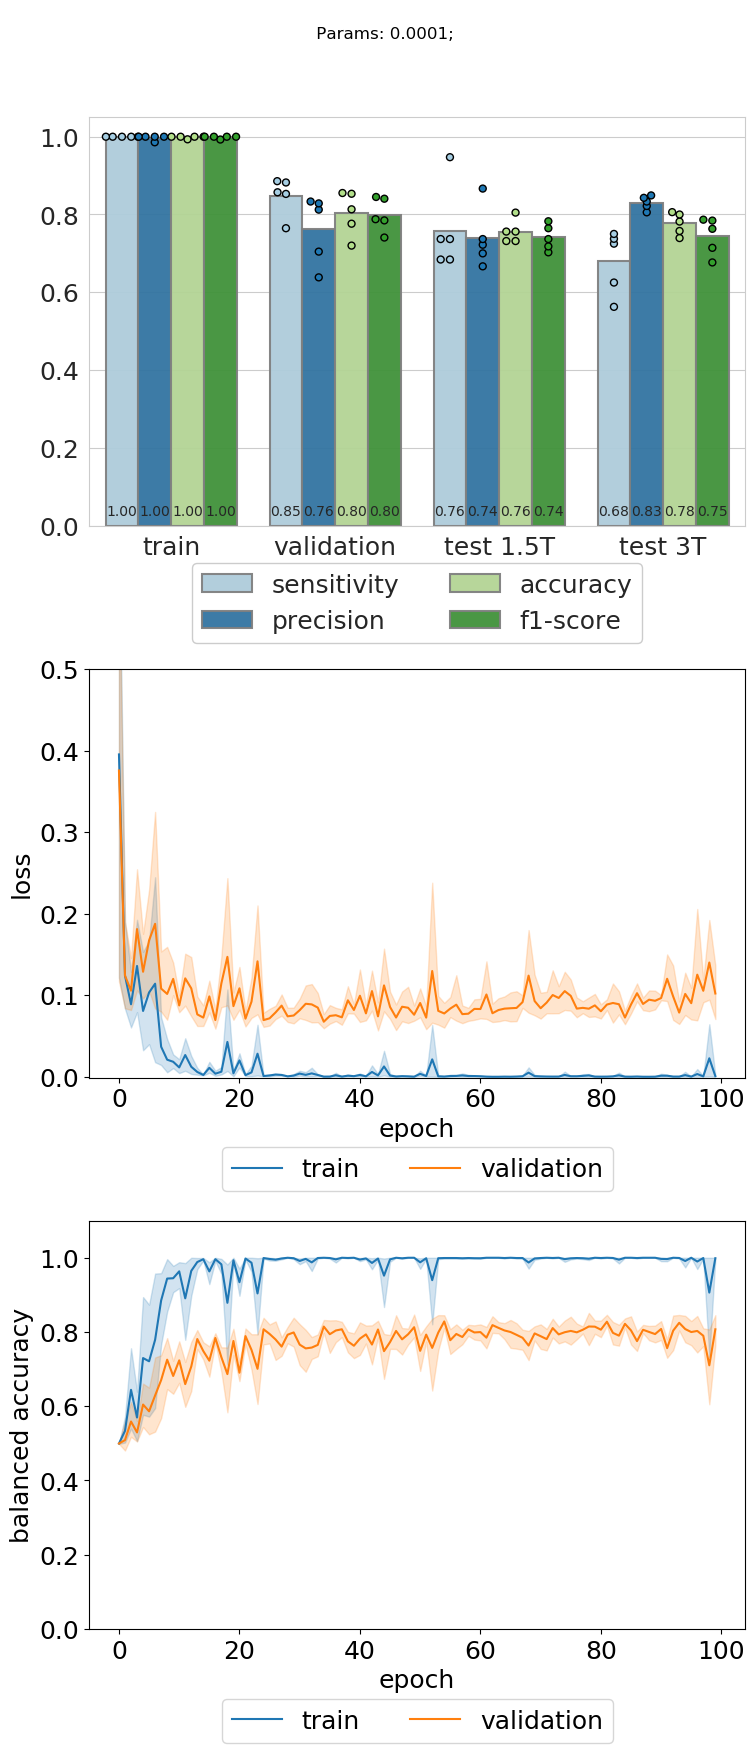 Params: 0.0001;
1.0
0.8
0.6
0.4
0.2
0.0
1.00 1.00 1.00 1.00 0.85 0.76 0.80 0.80 0.76 0.74 0.76 0.74 0.68 0.83 0.78 0.75
train validation test 1.5T test 3T
sensitivity accuracy
precision f1-score
0.5
0.4
0.3
0.2
0.1
0.0
loss
0 20 40 60 80 100
epoch
train validation
1.0
0.8
0.6
0.4
0.2
0.0
balanced accuracy
0 20 40 60 80 100
epoch
train validation